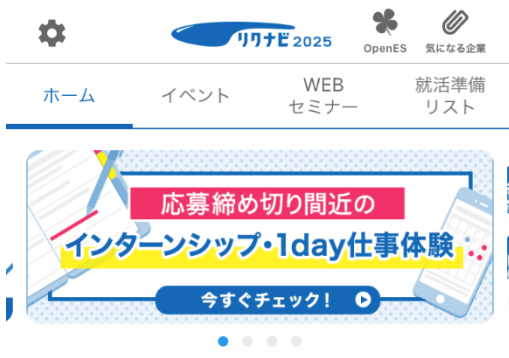 リクナビ2025
OpenES
気になる企業
ホーム
イベント
WEB
セミナー
就活準備
リスト
応募締め切り間近の
インターンシップ・1day仕事体験
今すぐチェック！